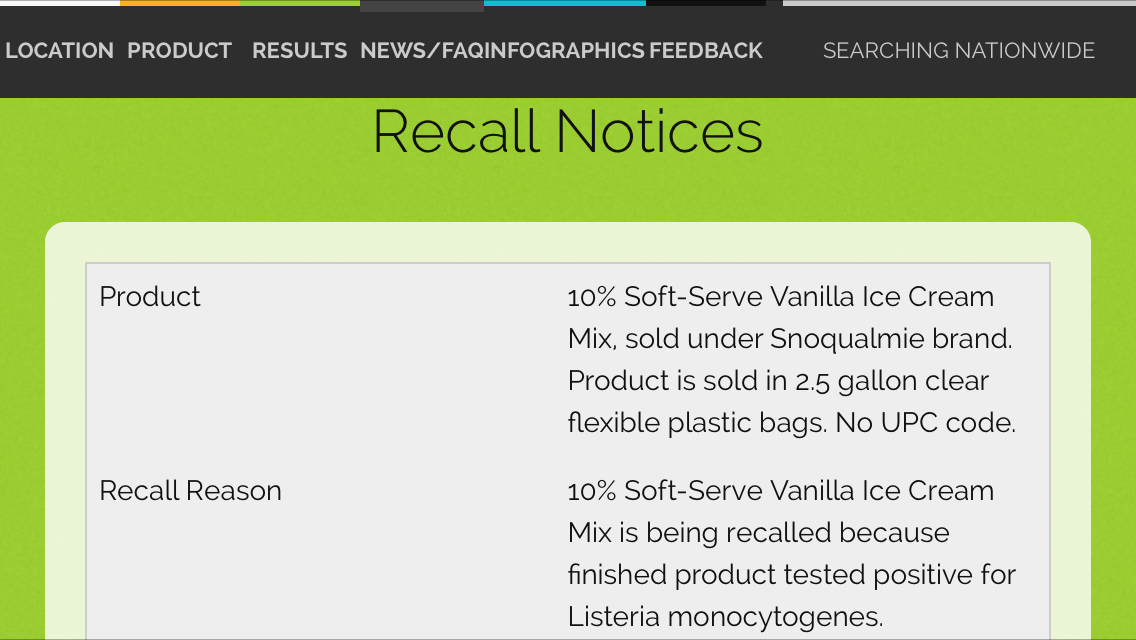 LOCATION PRODUCT RESULTS NEWS/FAQ INFOGRAPHICS FEEDBACK SEARCHING NATIONWIDE
Recall Notices
Product
10% Soft-Serve Vanilla Ice Cream
Mix, sold under Snoqualmie brand.
Product is sold in 2.5 gallon clear
flexible plastic bags. No UPC code.
Recall Reason
10% Soft-Serve Vanilla Ice Cream
Mix is being recalled because
finished product tested positive for
Listeria monocytogenes.